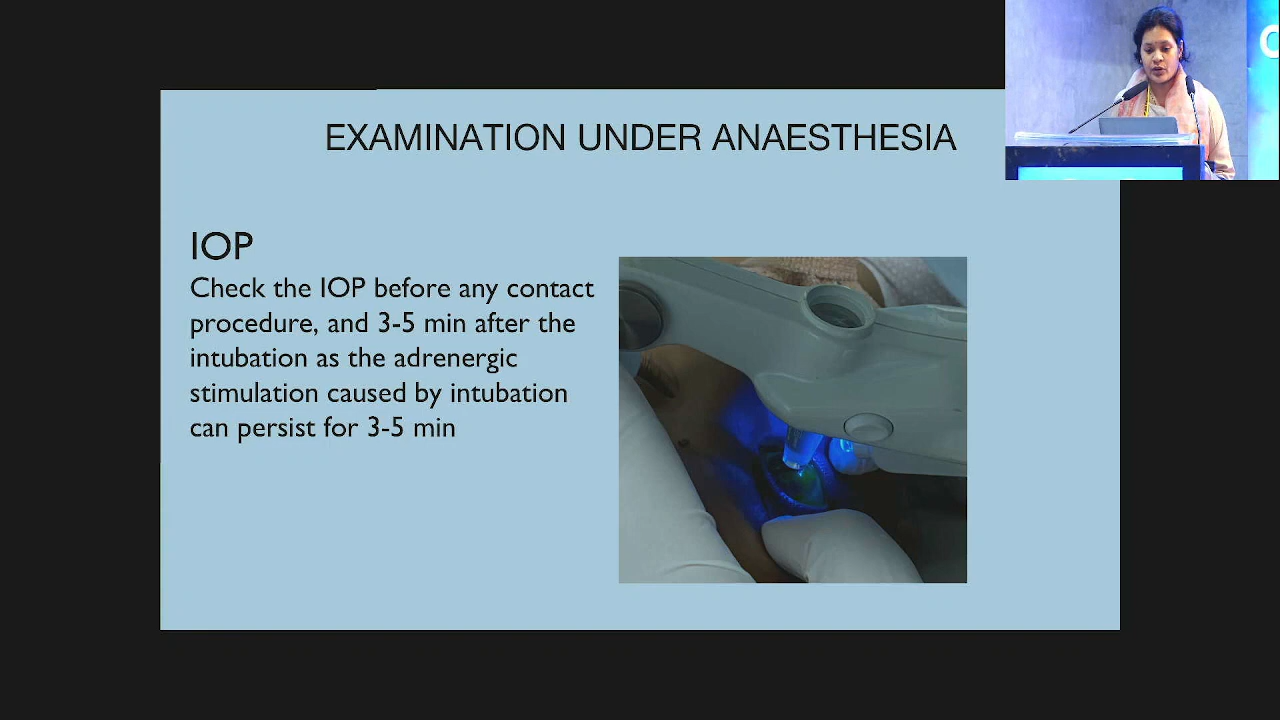 EXAMINATION UNDER ANAESTHESIA
IOP
Check the IOP before any contact
procedure, and 3-5 min after the
intubation as the adrenergic
stimulation caused by intubation
can persist for 3-5 min